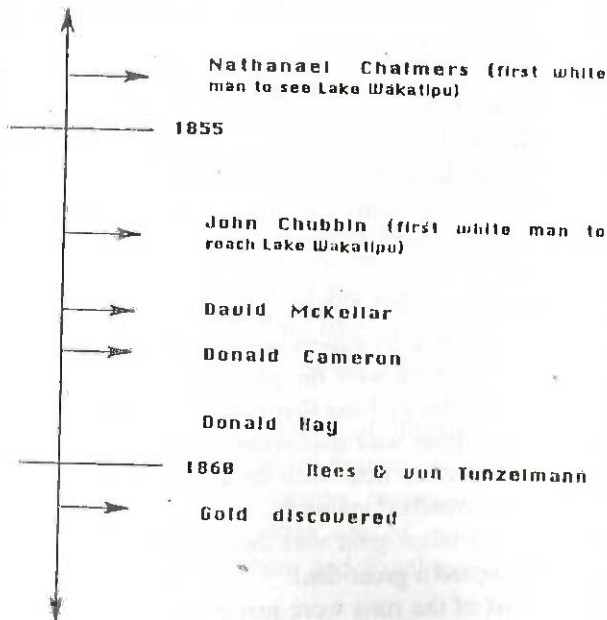 Nathanael Chalmers (first white
man to see Lake Wakatipu)
1855
John Chubbin (first white man to
reach Lake Wakatipu)
David McKellar
Donald Cameron
Donald Hay
1860 Rees & von Tunzelmann
Gold discovered